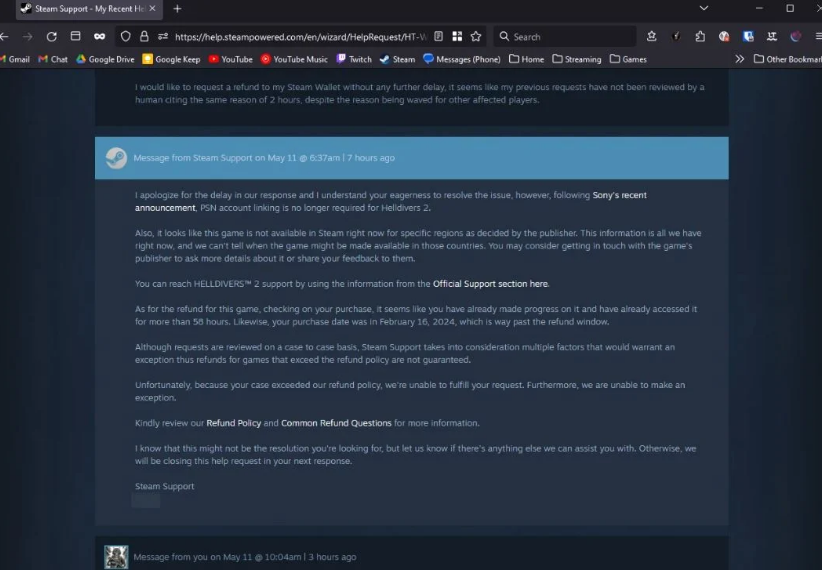 Steam Support - My Recent He
https://help.steampowered.com/en/wizard/HelpRequest/HT-
Search
Gmail Chat Google Drive Google Keep YouTube YouTube Music Twitch Steam Messages (Phone) Home Streaming Games Other Bookmar
I would like to request a refund to my Steam Wallet without any further delay, it seems like my previous requests have not been reviewed by a
human citing the same reason of 2 hours, despite the reason being waved for other affected players.
Message from Steam Support on May 11 @ 6:37am | 7 hours ago
I apologize for the delay in our response and I understand your eagerness to resolve the issue, however, following Sony's recent
announcement, PSN account linking is no longer required for Helldivers 2.
Also, it looks like this game is not available in Steam right now for specific regions as decided by the publisher. This information is all we have
right now, and we can't tell when the game might be made available in those countries. You may consider getting in touch with the game's
publisher to ask more details about it or share your feedback to them.
You can reach HELLDIVERS™ 2 support by using the information from the Official Support section here.
As for the refund for this game, checking on your purchase, it seems like you have already made progress on it and have already accessed it
for more than 58 hours. Likewise, your purchase date was in February 16, 2024, which is way past the refund window.
Although requests are reviewed on a case to case basis, Steam Support takes into consideration multiple factors that would warrant an
exception thus refunds for games that exceed the refund policy are not guaranteed.
Unfortunately, because your case exceeded our refund policy, we're unable to fulfill your request. Furthermore, we are unable to make an
exception.
Kindly review our Refund Policy and Common Refund Questions for more information.
I know that this might not be the resolution you're looking for, but let us know if there's anything else we can assist you with. Otherwise, we
will be closing this help request in your next response.
Steam Support
Message from you on May 11 @ 10:04am | 3 hours ago